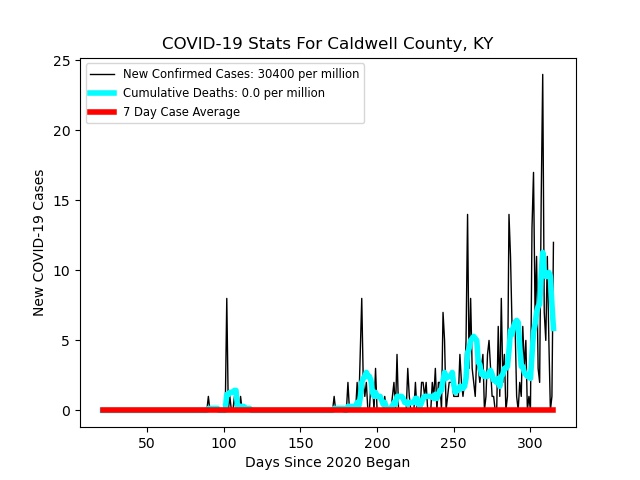 COVID-19 Stats For Caldwell County, KY
New Confirmed Cases: 30400 per million
Cumulative Deaths: 0.0 per million
7 Day Case Average
New COVID-19 Cases
25
20
15
10
5
0
50 100 150 200 250 300
Days Since 2020 Began